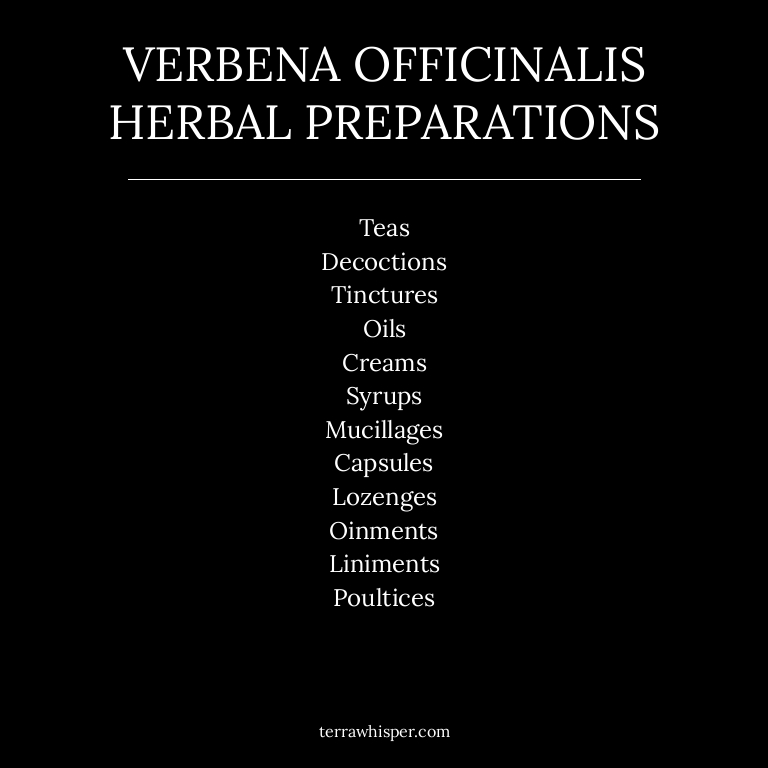 VERBENA OFFICINALIS
HERBAL PREPARATIONS
Teas
Decoctions
Tinctures
Oils
Creams
Syrups
Mucillages
Capsules
Lozenges
Oinments
Liniments
Poultices
terrawhisper.com